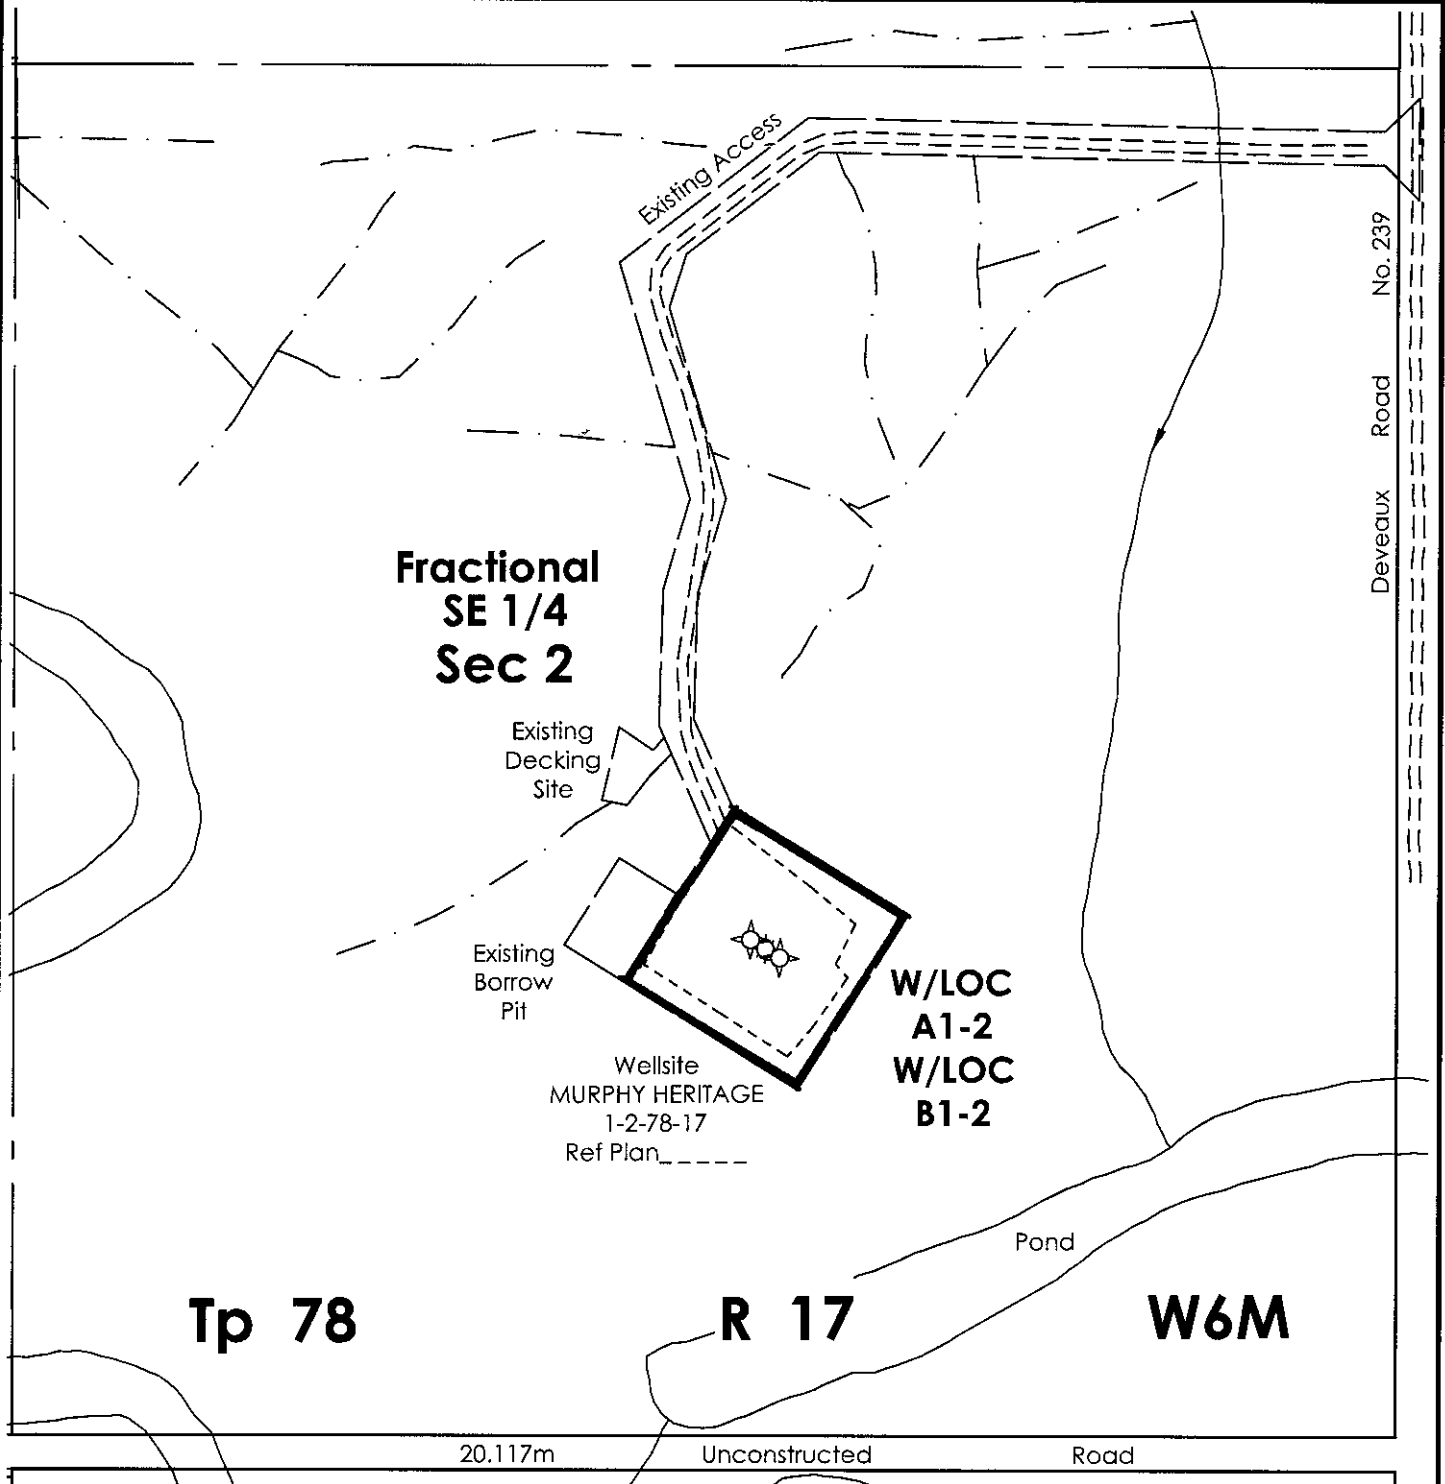 Existing Access
Deveaux Road No. 239
Fractional
SE 1/4
Sec 2
Existing
Decking
Site
Existing
Borrow
Pit
W/LOC
A1-2
W/LOC
B1-2
Wellsite
MURPHY HERITAGE
1-2-78-17
Ref Plan_ _ _ _ _
Pond
Tp 78 R 17 W6M
20.117m Unconstructed Road